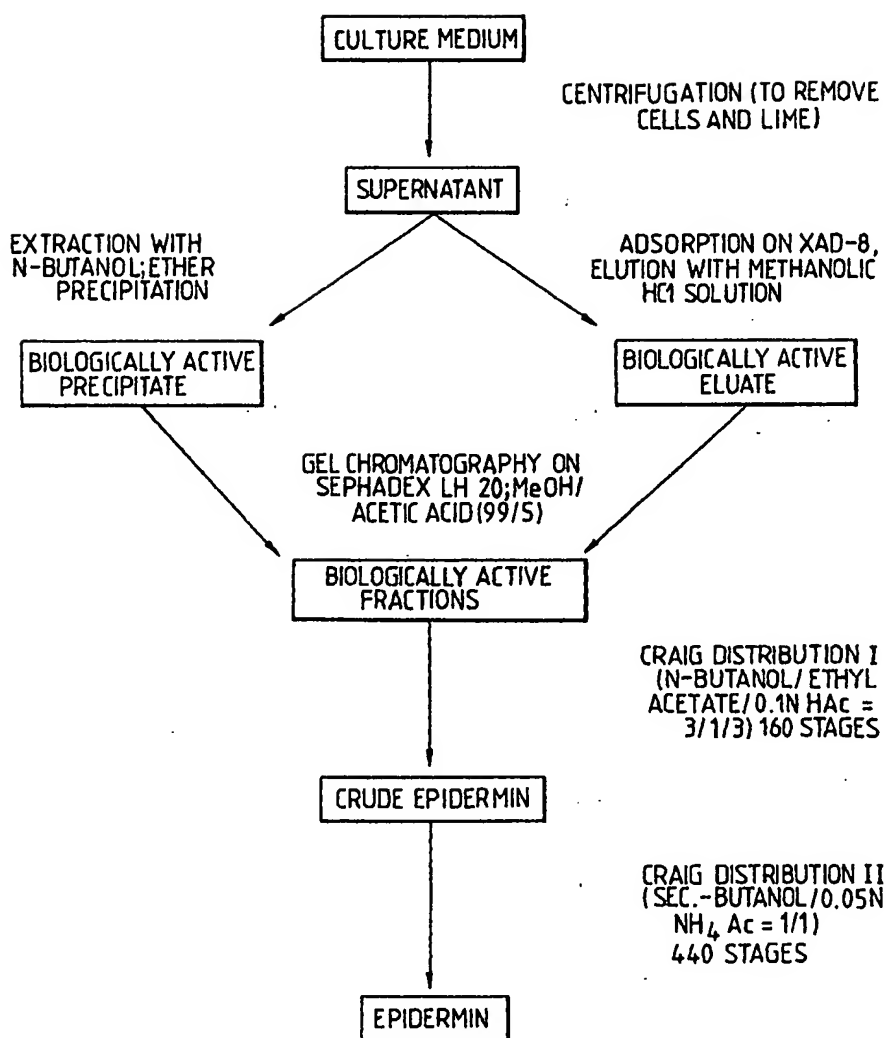 CULTURE MEDIUM
CENTRIFUGATION (TO REMOVE
CELLS AND LIME)
SUPERNATANT
EXTRACTION WITH
N-BUTANOL;ETHER
PRECIPITATION
ADSORPTION ON XAD-8,
ELUTION WITH METHANOLIC
HCl SOLUTION
BIOLOGICALLY ACTIVE
PRECIPITATE
BIOLOGICALLY ACTIVE
ELUATE
GEL CHROMATOGRAPHY ON
SEPHADEX LH 20;MeOH/
ACETIC ACID (99/5)
BIOLOGICALLY ACTIVE
FRACTIONS
CRAIG DISTRIBUTION I
(N-BUTANOL/ETHYL
ACETATE/0.1N HAc =
3/1/3) 160 STAGES
CRUDE EPIDERMIN
CRAIG DISTRIBUTION II
(SEC.-BUTANOL/0.05N
NH₄ Ac = 1/1)
440 STAGES
EPIDERMIN